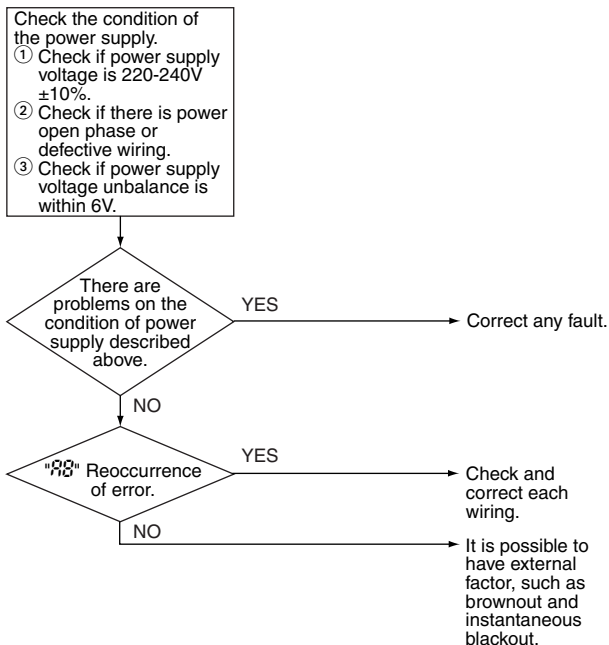 Check the condition of
the power supply.
① Check if power supply
voltage is 220-240V
±10%.
② Check if there is power
open phase or
defective wiring.
③ Check if power supply
voltage unbalance is
within 6V.
There are
problems on the
condition of power
supply described
above.
YES
Correct any fault.
NO
"A8" Reoccurrence
of error.
YES
Check and
correct each
wiring.
NO
It is possible to
have external
factor, such as
brownout and
instantaneous
blackout.